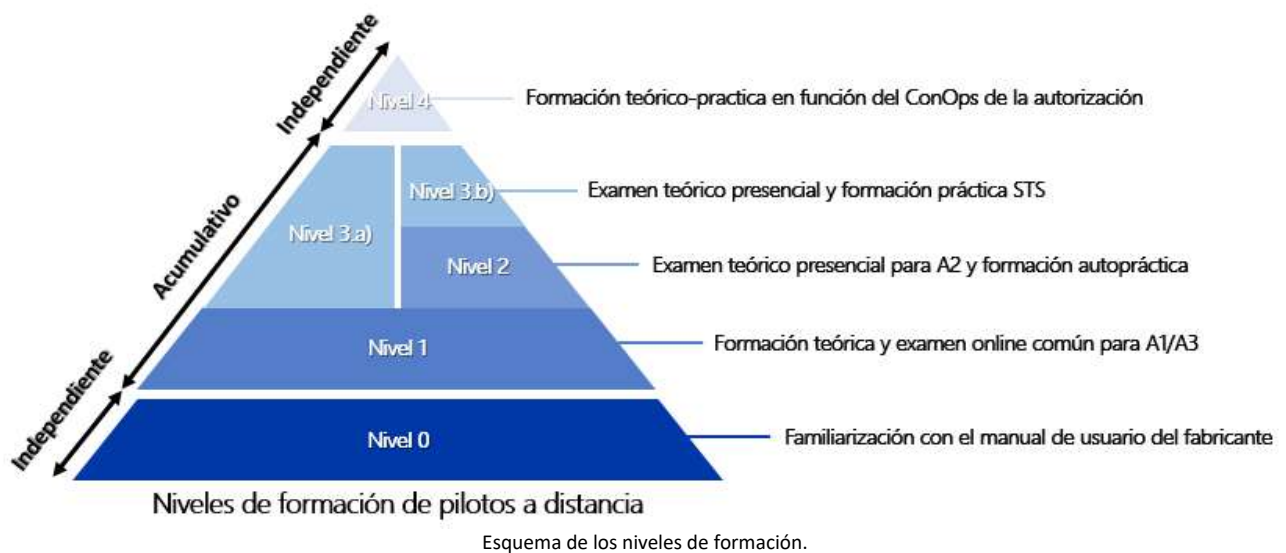 Independiente
Nivel 4
Formación teórico-practica en función del ConOps de la autorización
Acumulativo
Nivel 3.a)
Nivel 3.b)
Examen teórico presencial y formación práctica STS
Nivel 2
Examen teórico presencial para A2 y formación autopráctica
Nivel 1
Formación teórica y examen online común para A1/A3
Independiente
Nivel 0
Familiarización con el manual de usuario del fabricante
Niveles de formación de pilotos a distancia
Esquema de los niveles de formación.